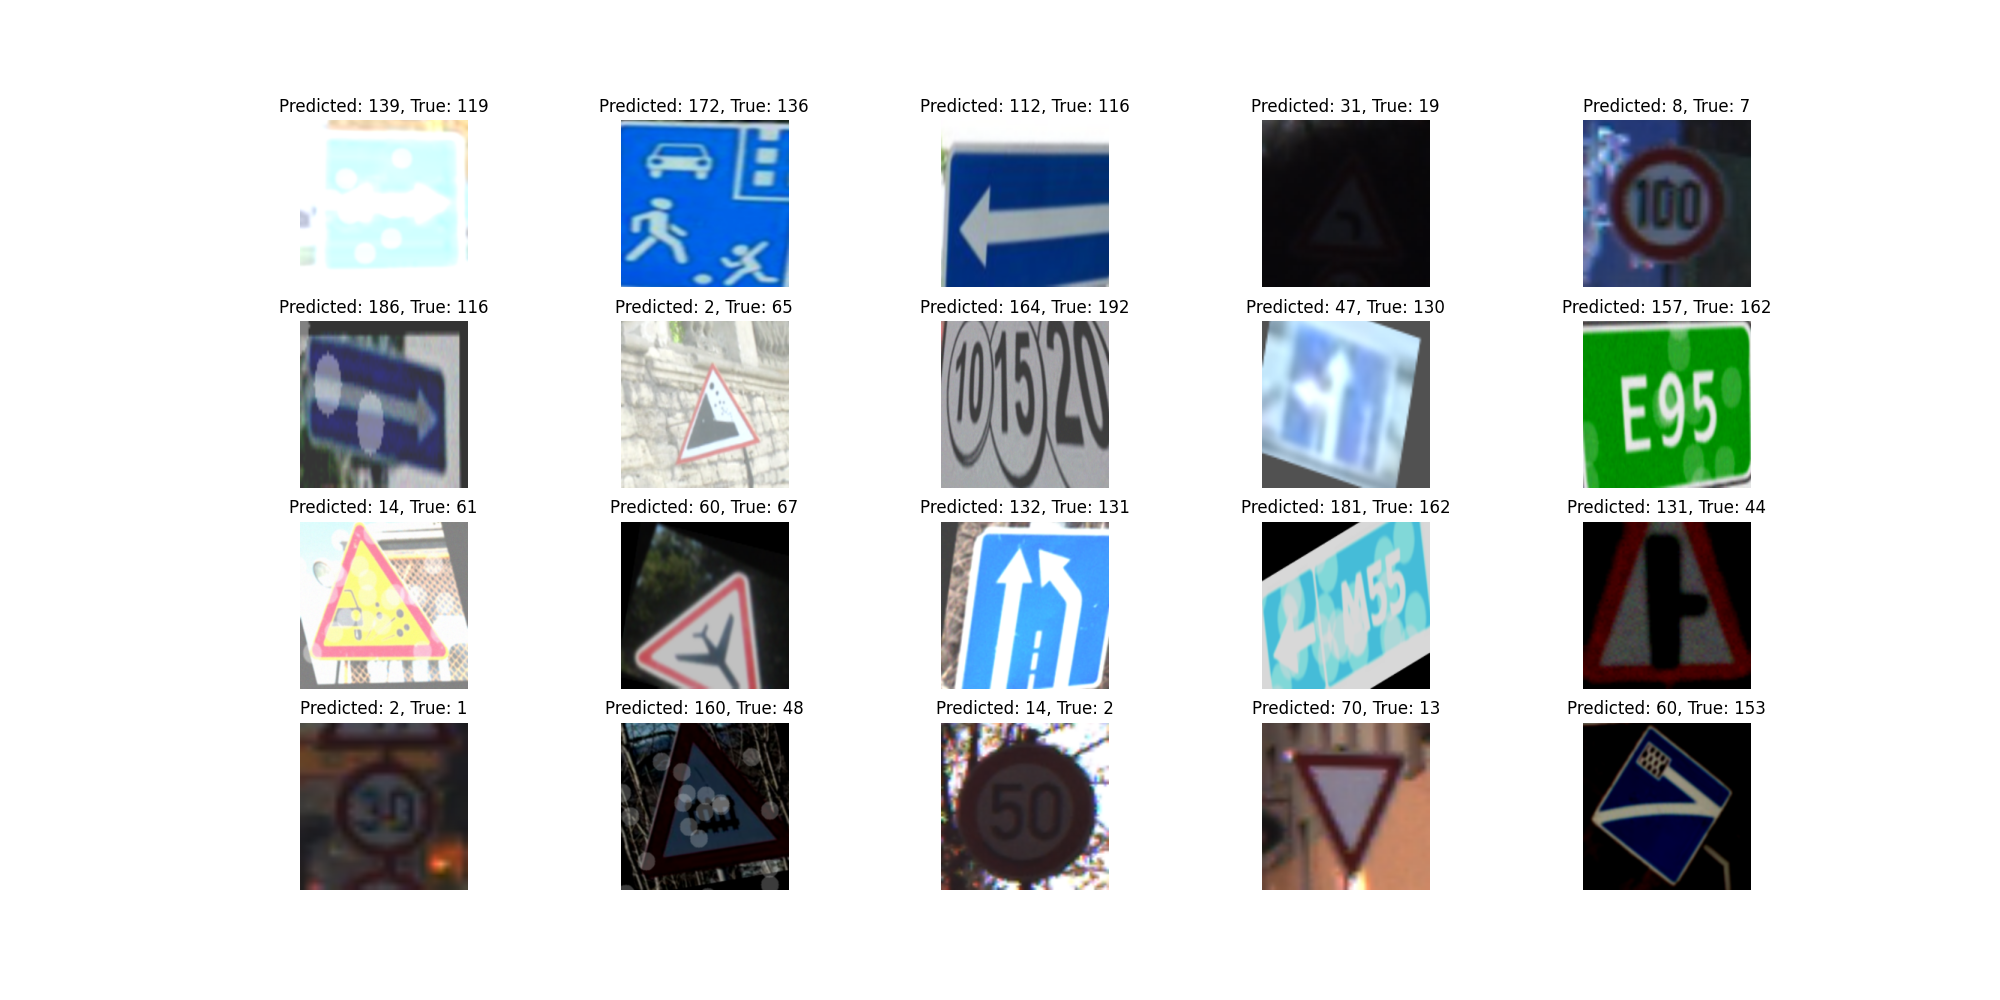 Predicted: 139, True: 119
Predicted: 172, True: 136
Predicted: 112, True: 116
Predicted: 31, True: 19
Predicted: 8, True: 7
100
Predicted: 186, True: 116
Predicted: 2, True: 65
Predicted: 164, True: 192
Predicted: 47, True: 130
Predicted: 157, True: 162
10 15 20
E95
Predicted: 14, True: 61
Predicted: 60, True: 67
Predicted: 132, True: 131
Predicted: 181, True: 162
Predicted: 131, True: 44
M55
Predicted: 2, True: 1
Predicted: 160, True: 48
Predicted: 14, True: 2
Predicted: 70, True: 13
Predicted: 60, True: 153
50